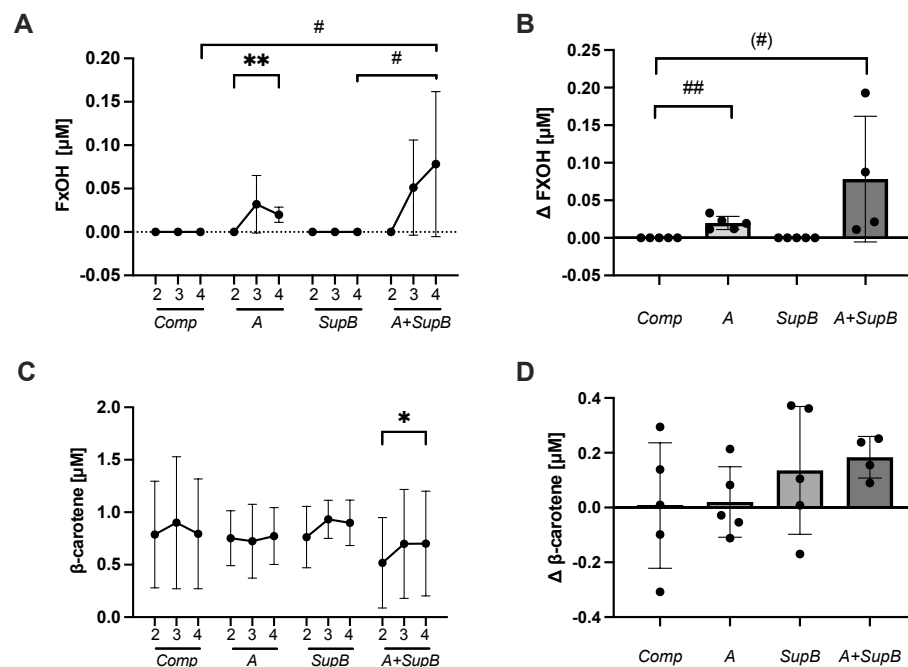 A
FxOH [µM]
0.20
0.15
0.10
0.05
0.00
-0.05
#
**
#
2 3 4 2 3 4 2 3 4 2 3 4
Comp A SupB A+SupB
B
Δ FXOH [µM]
0.25
0.20
0.15
0.10
0.05
0.00
-0.05
(#)
##
Comp A SupB A+SupB
C
β-carotene [µM]
2.0
1.5
1.0
0.5
0.0
*
2 3 4 2 3 4 2 3 4 2 3 4
Comp A SupB A+SupB
D
Δ β-carotene [µM]
0.4
0.2
0.0
-0.2
-0.4
Comp A SupB A+SupB